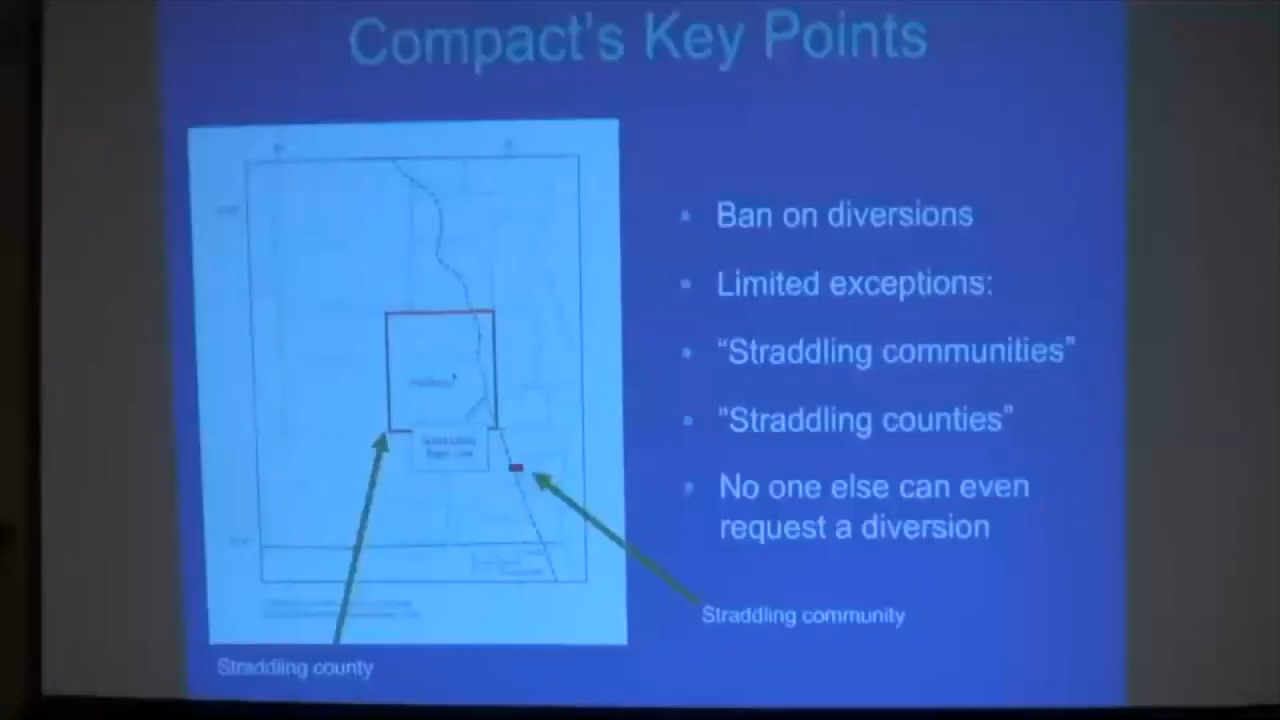 Compact's Key Points
Ban on diversions
Limited exceptions:
“Straddling communities”
"Straddling counties”
No one else can even
request a diversion
Straddling community
Straddling county